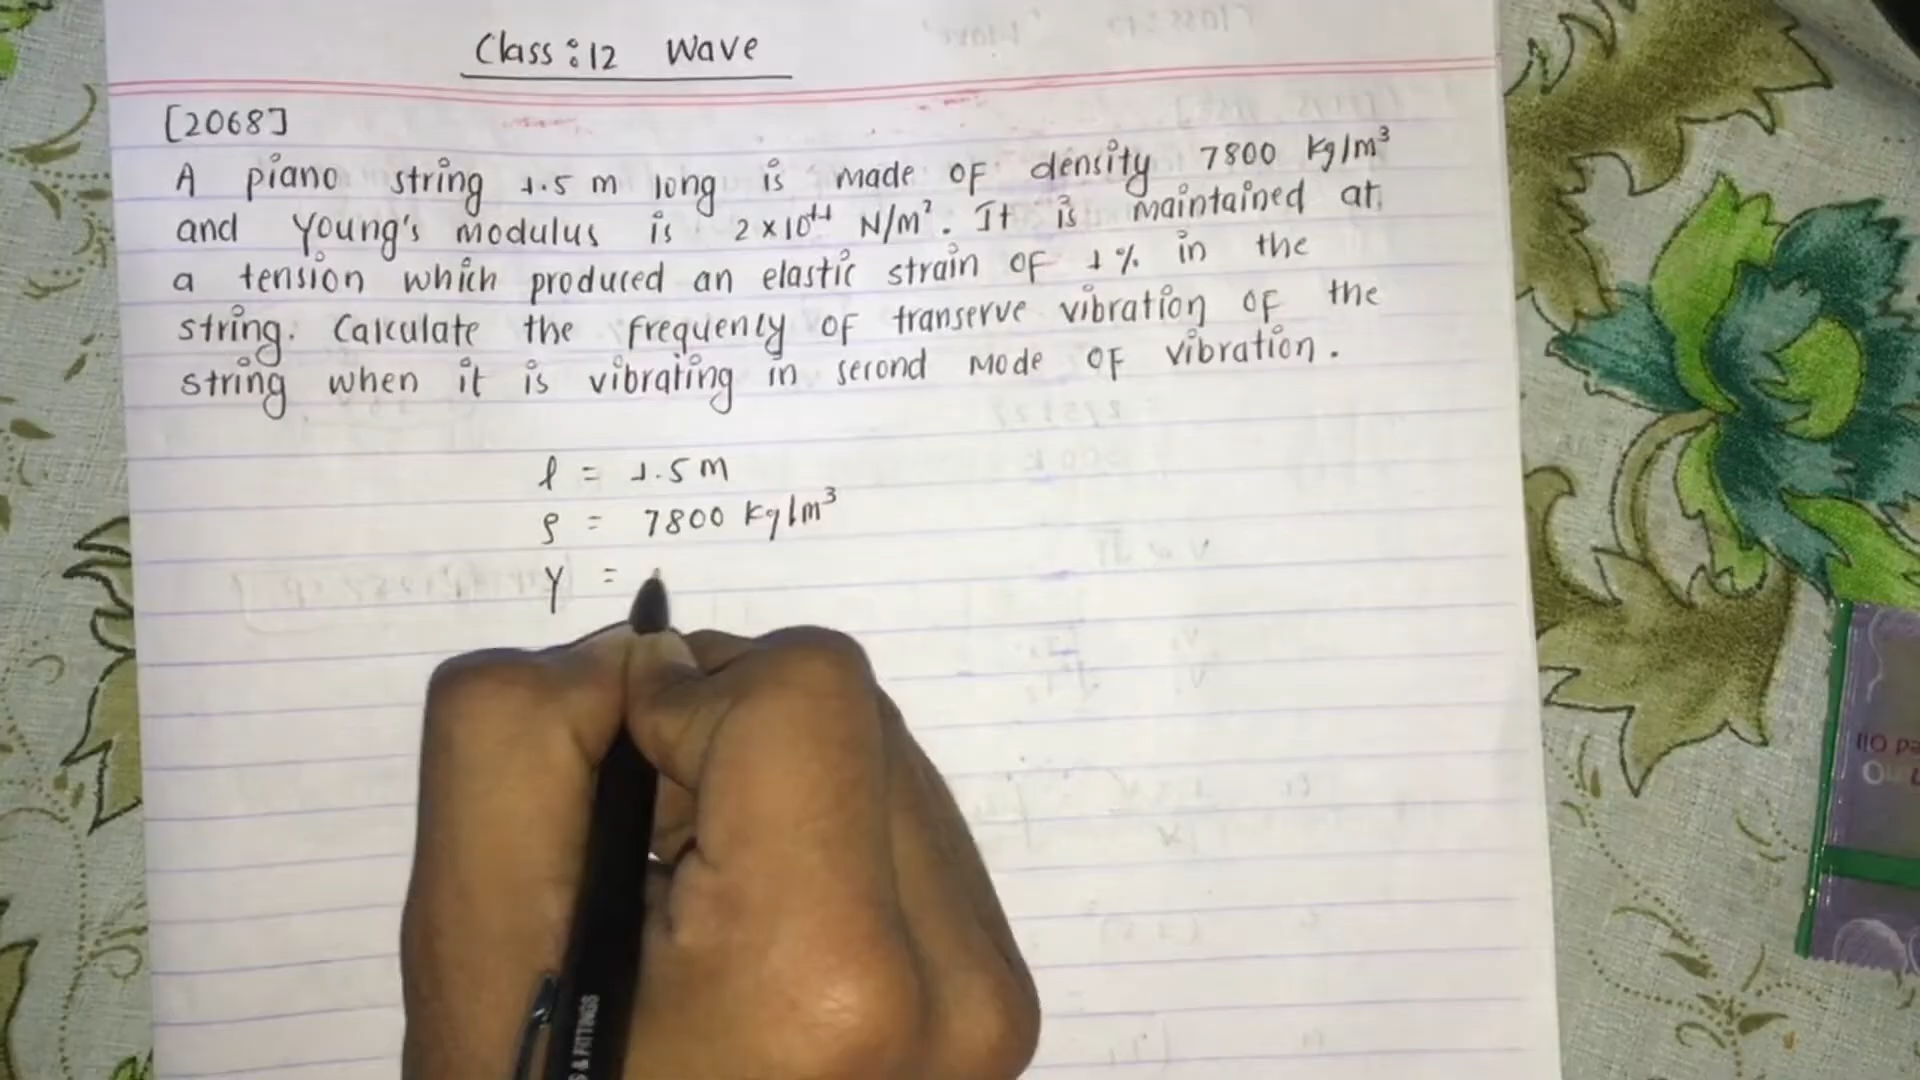 Class:12 Wave
[2068]
A piano string 1.5 m long is made of density 7800 kg/m³
and Young's modulus is 2×10¹¹ N/m². It is maintained at
a tension which produced an elastic strain of 1% in the
string. Calculate the frequency of transerve vibration of the
string when it is vibrating in second mode of vibration.
l = 1.5 m
ρ = 7800 kg/m³
Y =
& FITTINGS